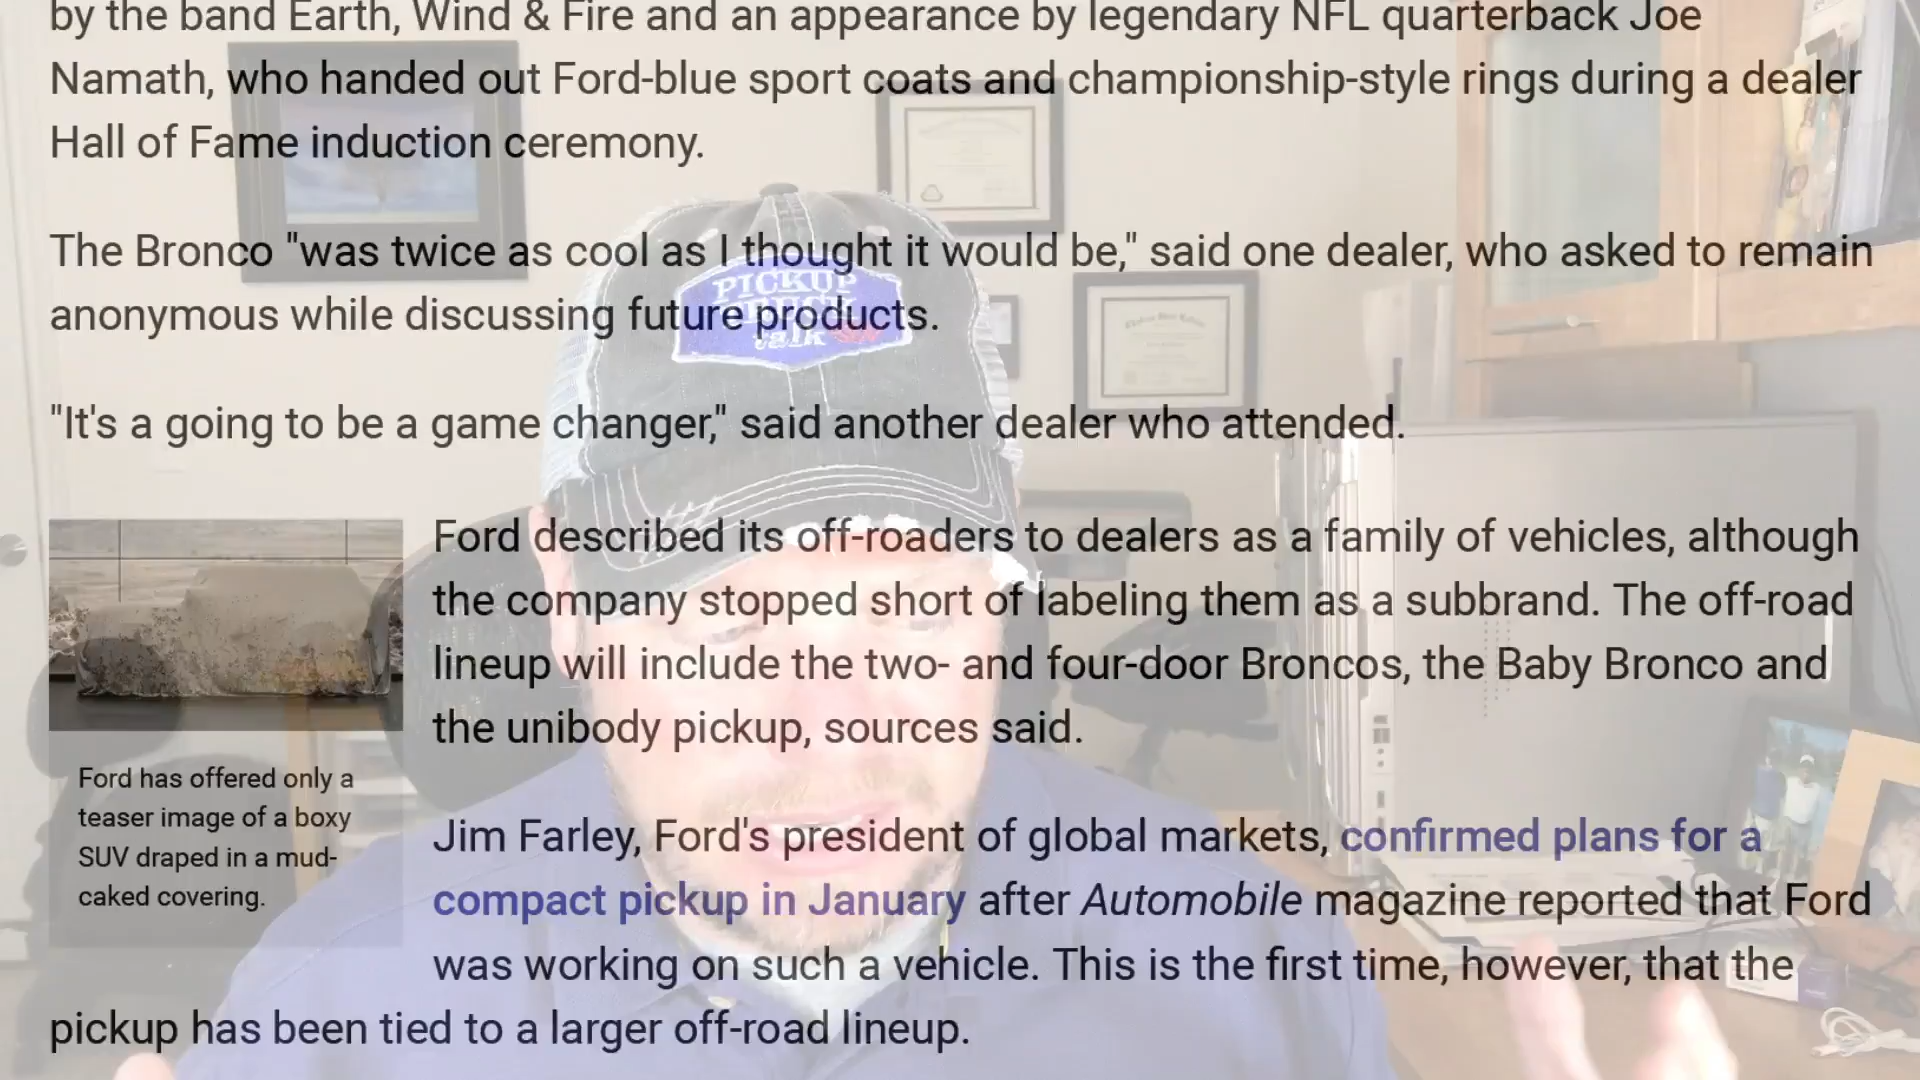 by the band Earth, Wind & Fire and an appearance by legendary NFL quarterback Joe
Namath, who handed out Ford-blue sport coats and championship-style rings during a dealer
Hall of Fame induction ceremony.
The Bronco "was twice as cool as I thought it would be," said one dealer, who asked to remain
anonymous while discussing future products.
PICKUP
TRUCK
talk
"It's a going to be a game changer," said another dealer who attended.
Ford described its off-roaders to dealers as a family of vehicles, although
the company stopped short of labeling them as a subbrand. The off-road
lineup will include the two- and four-door Broncos, the Baby Bronco and
the unibody pickup, sources said.
Ford has offered only a
teaser image of a boxy
SUV draped in a mud-
caked covering.
Jim Farley, Ford's president of global markets, confirmed plans for a
compact pickup in January after Automobile magazine reported that Ford
was working on such a vehicle. This is the first time, however, that the
pickup has been tied to a larger off-road lineup.